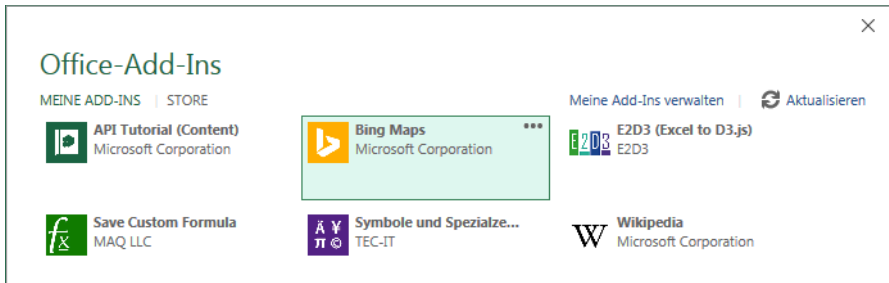 Office-Add-Ins
MEINE ADD-INS | STORE
Meine Add-Ins verwalten | Aktualisieren
API Tutorial (Content)
Microsoft Corporation
Bing Maps
Microsoft Corporation
E2D3 (Excel to D3.js)
E2D3
E2D3
Save Custom Formula
MAQ LLC
fx
Symbole und Spezialze...
TEC-IT
Ä ¥
π ©
Wikipedia
Microsoft Corporation
W